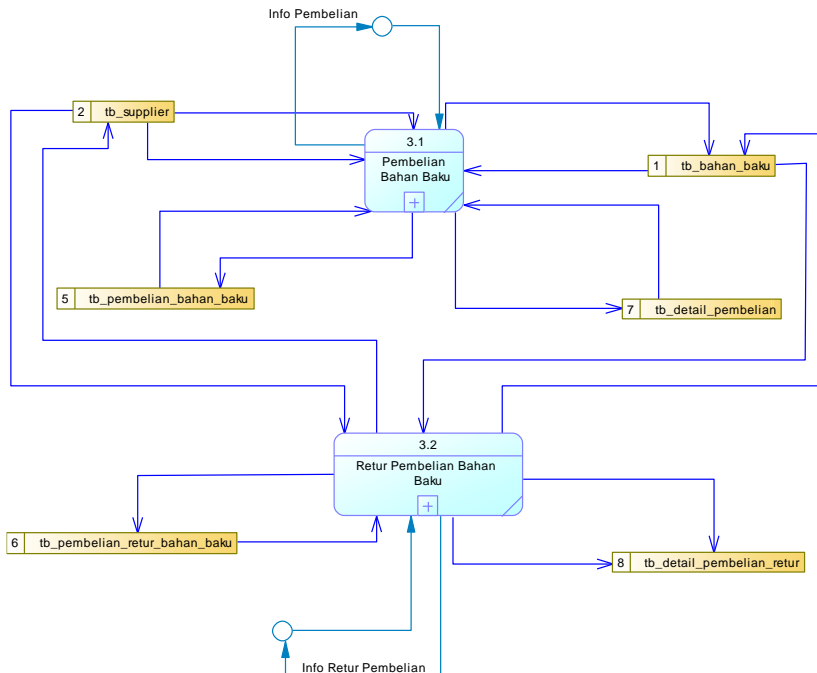 Info Pembelian
2 tb_supplier
3.1
Pembelian
Bahan Baku
1 tb_bahan_baku
5 tb_pembelian_bahan_baku
7 tb_detail_pembelian
3.2
Retur Pembelian Bahan
Baku
6 tb_pembelian_retur_bahan_baku
8 tb_detail_pembelian_retur
Info Retur Pembelian